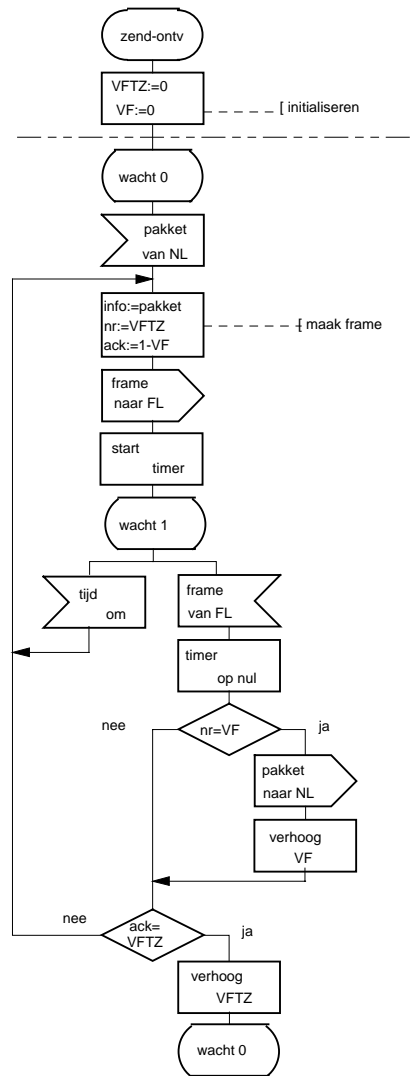 zend-ontv
VFTZ:=0
VF:=0
[ initialiseren
wacht 0
pakket
van NL
info:=pakket
nr:=VFTZ
ack:=1-VF
[ maak frame
frame
naar FL
start
timer
wacht 1
tijd
om
frame
van FL
timer
op nul
nee
nr=VF
ja
pakket
naar NL
verhoog
VF
nee
ack=
VFTZ
ja
verhoog
VFTZ
wacht 0